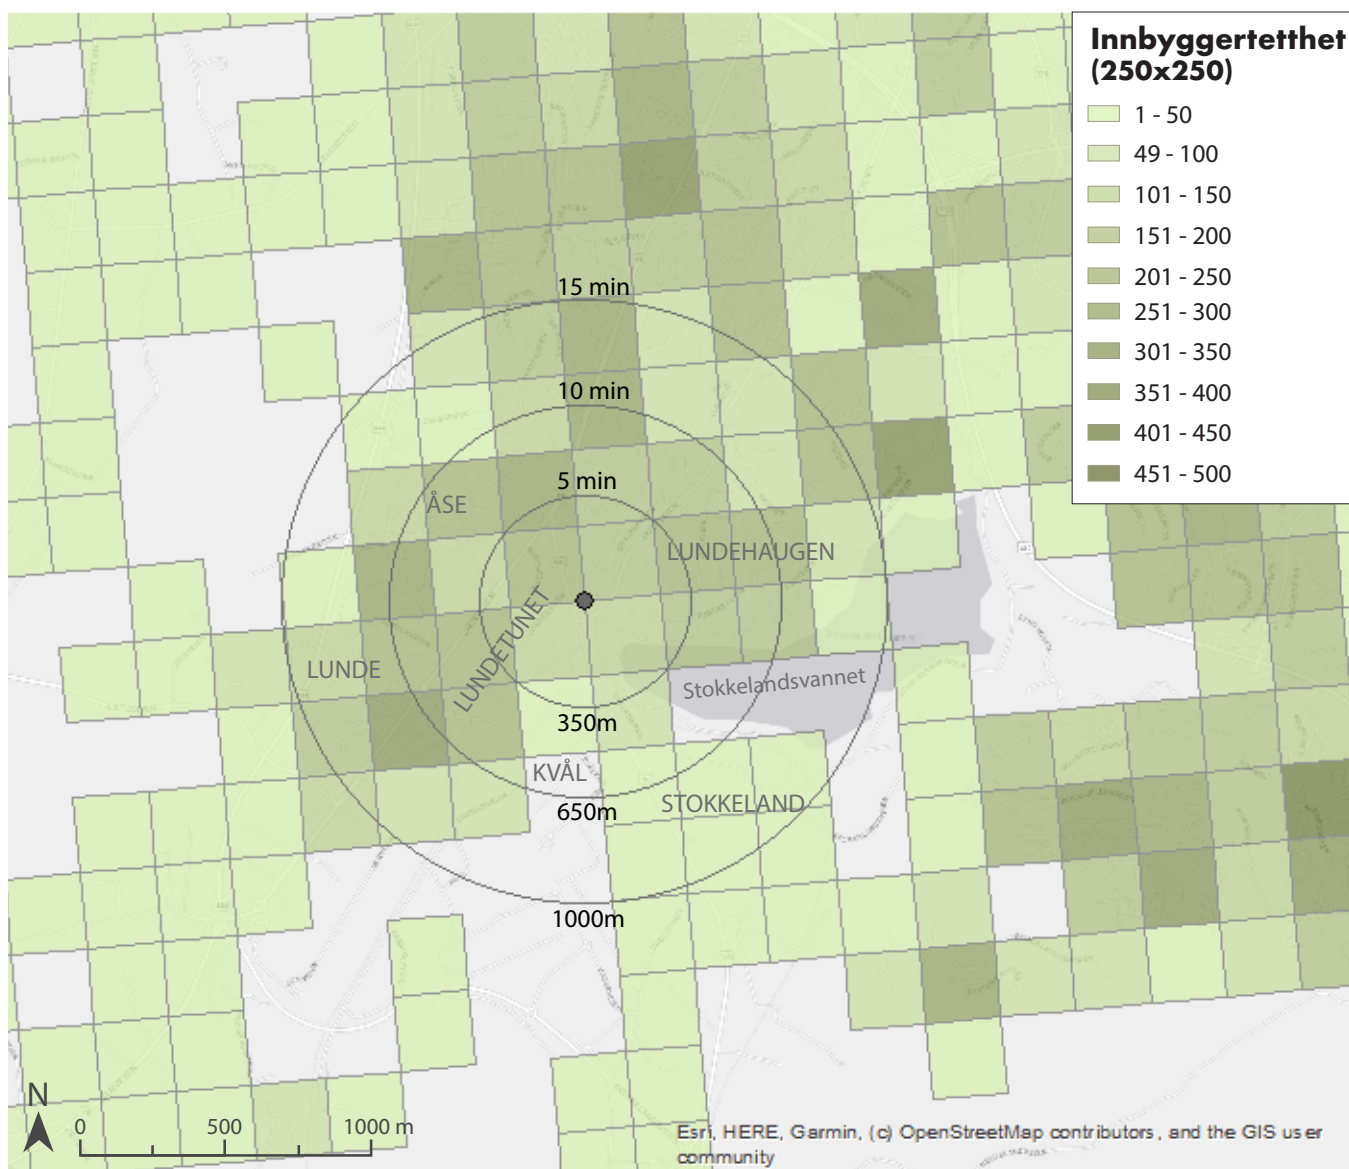 Innbyggertetthet
(250x250)
1 - 50
49 - 100
101 - 150
151 - 200
201 - 250
251 - 300
301 - 350
351 - 400
401 - 450
451 - 500
15 min
10 min
5 min
ÅSE
LUNDEHAUGEN
LUNDETUNET
LUNDE
Stokkelandsvannet
350m
KVÅL
STOKKELAND
650m
1000m
N
0 500 1000 m
Esri, HERE, Garmin, (c) OpenStreetMap contributors, and the GIS user
community